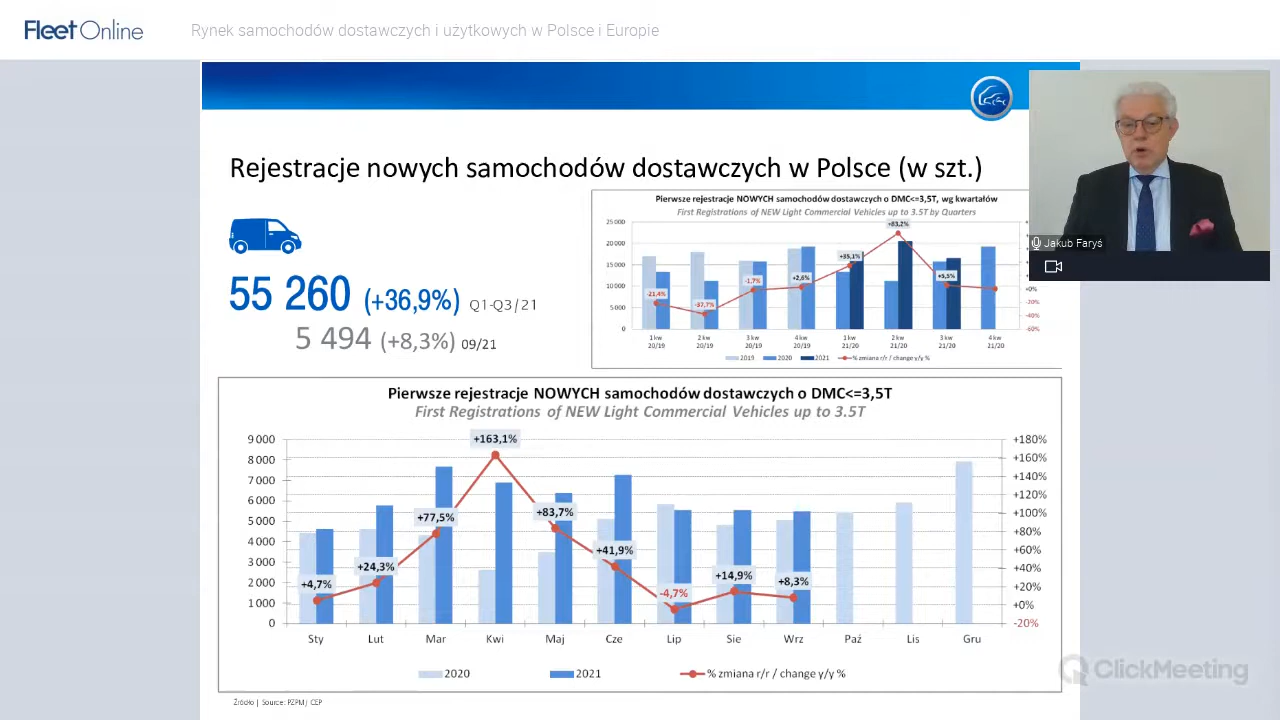 FleetOnline
Rynek samochodów dostawczych i użytkowych w Polsce i Europie
Rejestracje nowych samochodów dostawczych w Polsce (w szt.)
55 260 (+36,9%) Q1-Q3/21
5 494 (+8,3%) 09/21
Pierwsze rejestracje NOWYCH samochodów dostawczych o DMC<=3,5T, wg kwartałów
First Registrations of NEW Light Commercial Vehicles up to 3.5T by Quarters
25 000
20 000
15 000
10 000
5 000
0
-21,4%
-37,7%
-1,7%
+2,6%
+35,1%
+83,2%
+5,5%
+0%
-20%
-40%
-60%
1 kw 2 kw 3 kw 4 kw 1 kw 2 kw 3 kw 4 kw
20/19 20/19 20/19 20/19 21/20 21/20 21/20 21/20
2019 2020 2021 % zmiana r/r / change y/y %
Jakub Faryś
Pierwsze rejestracje NOWYCH samochodów dostawczych o DMC<=3,5T
First Registrations of NEW Light Commercial Vehicles up to 3.5T
9 000
8 000
7 000
6 000
5 000
4 000
3 000
2 000
1 000
0
+4,7%
+24,3%
+77,5%
+163,1%
+83,7%
+41,9%
-4,7%
+14,9%
+8,3%
+180%
+160%
+140%
+120%
+100%
+80%
+60%
+40%
+20%
+0%
-20%
Sty Lut Mar Kwi Maj Cze Lip Sie Wrz Paź Lis Gru
2020 2021 % zmiana r/r / change y/y %
Źródło | Source: PZPM/ CEP
ClickMeeting